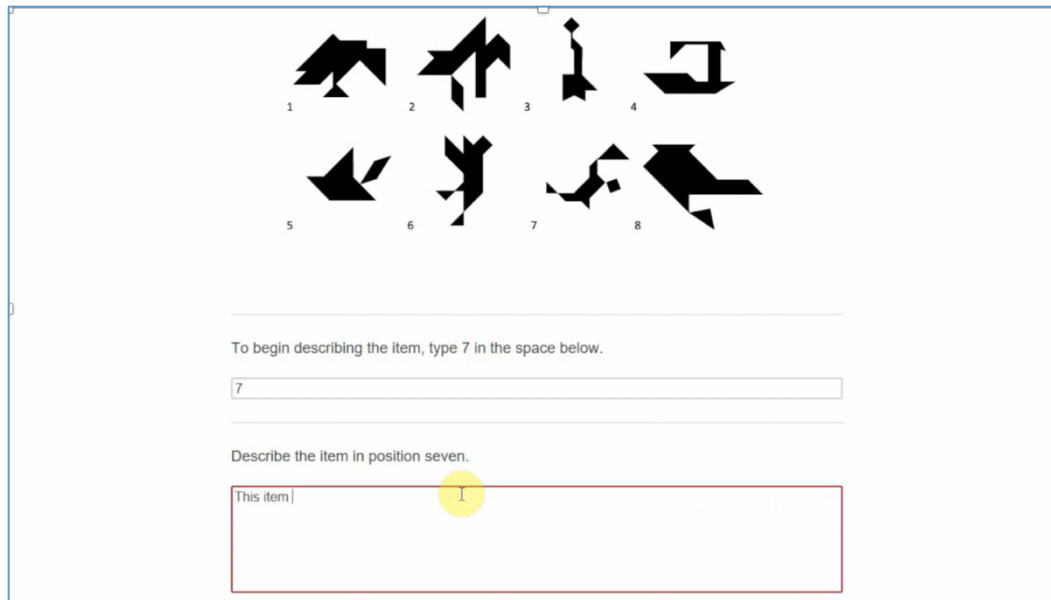 1 2 3 4
5 6 7 8
To begin describing the item, type 7 in the space below.
7
Describe the item in position seven.
This item